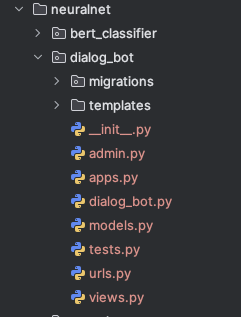 neuralnet
bert_classifier
dialog_bot
migrations
templates
__init__.py
admin.py
apps.py
dialog_bot.py
models.py
tests.py
urls.py
views.py